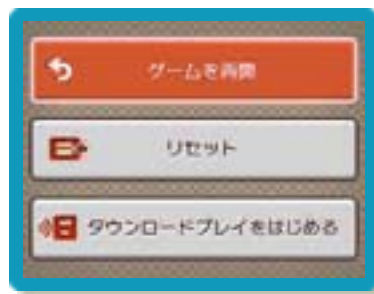 ゲームを再開
リセット
ダウンロードプレイをはじめる